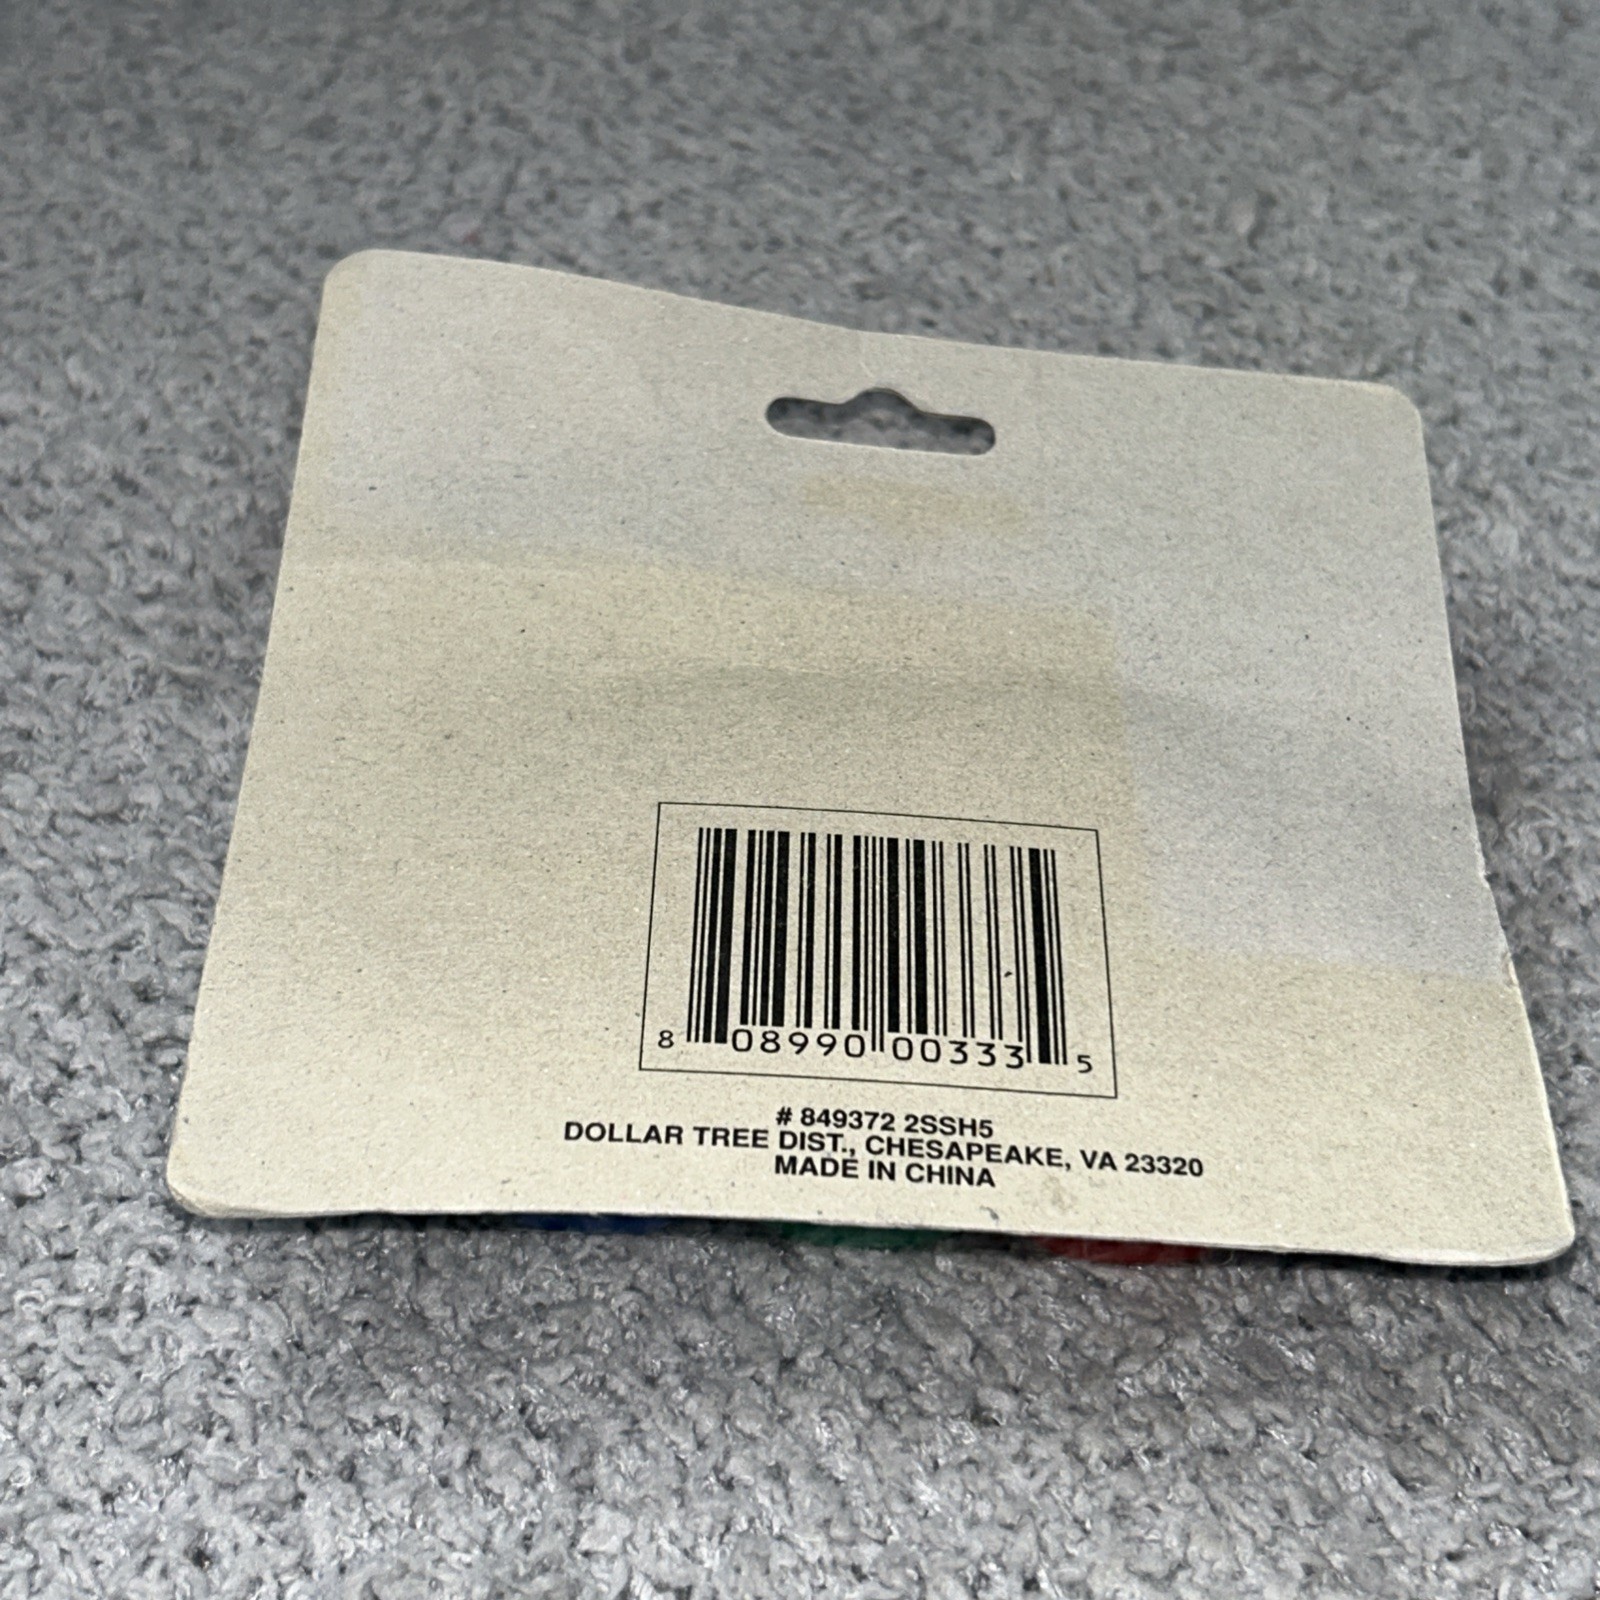 8 08990 00333 5
# 849372 2SSH5
DOLLAR TREE DIST., CHESAPEAKE, VA 23320
MADE IN CHINA